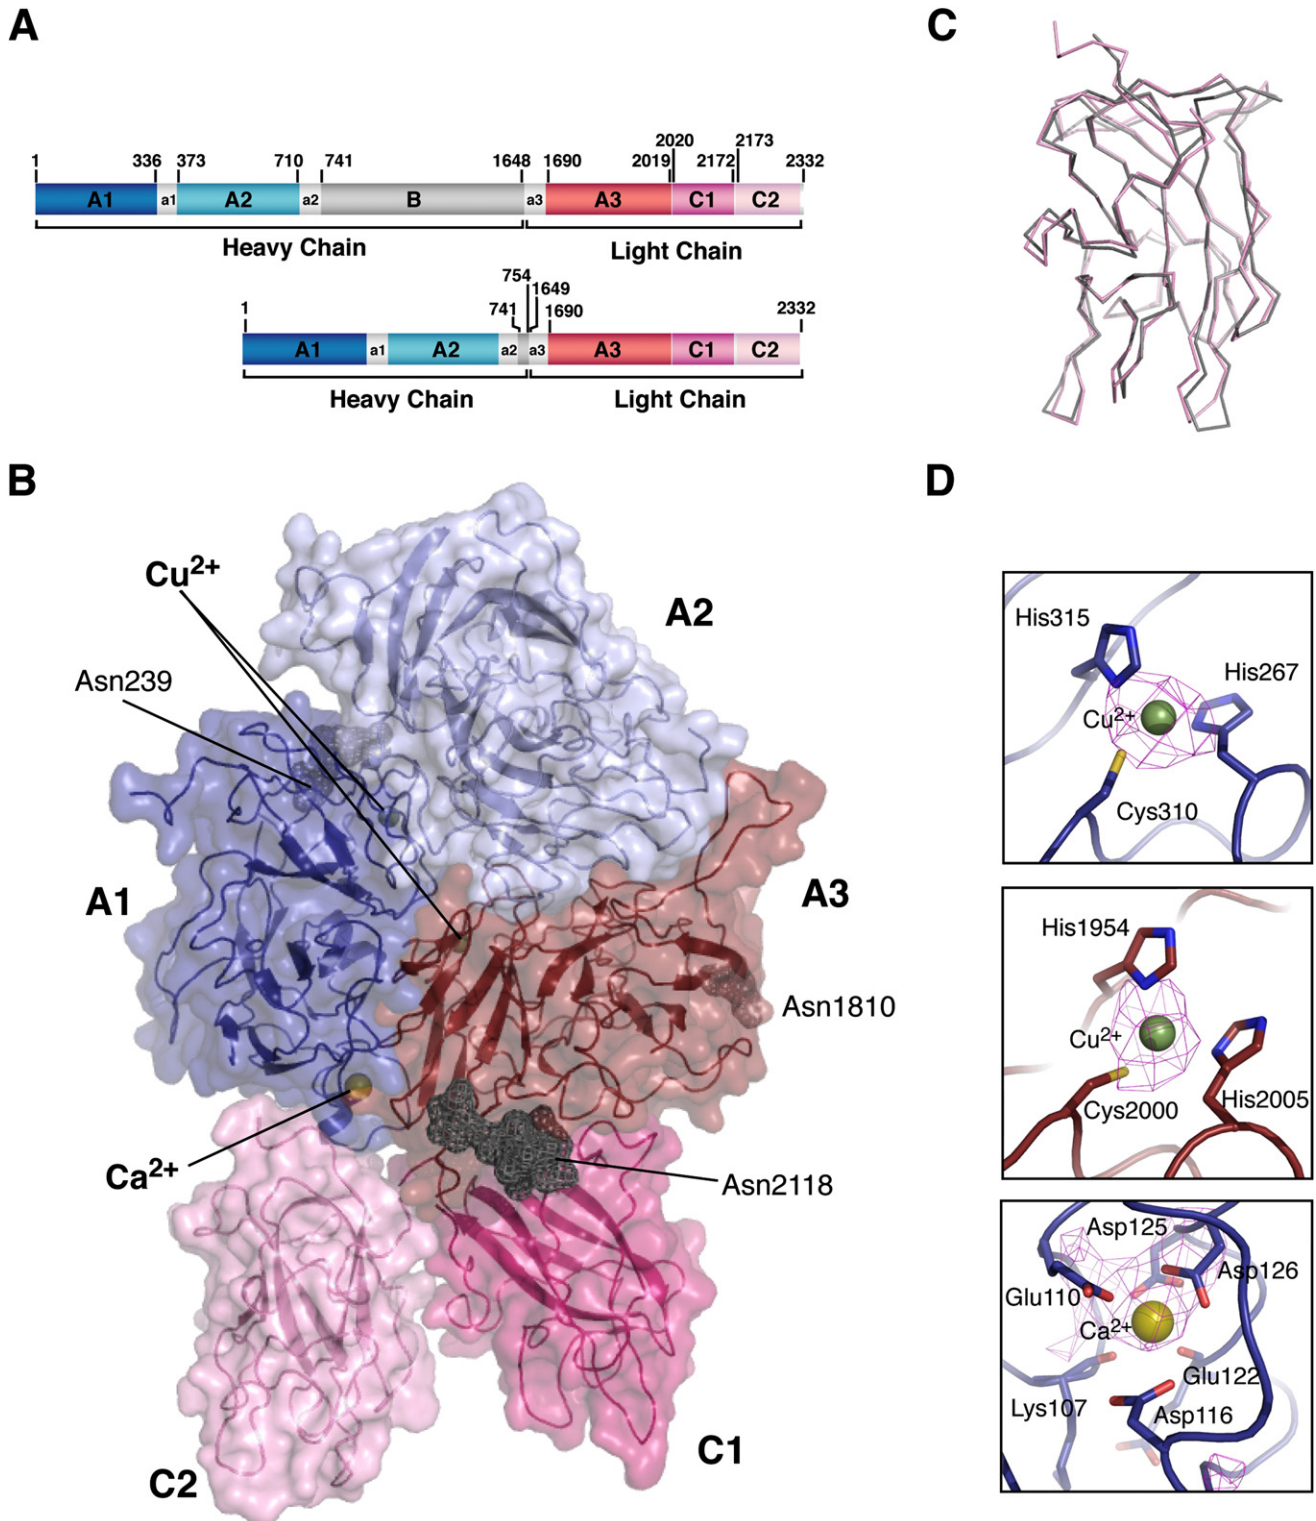 A
2020 2173
1 336 373 710 741 1648 1690 2019 2172 2332
A1 a1 A2 a2 B a3 A3 C1 C2
Heavy Chain Light Chain
754
1649
1 741 1690 2332
A1 a1 A2 a2 a3 A3 C1 C2
Heavy Chain Light Chain
B
Cu2+
A2
Asn239
A1
A3
Asn1810
Ca2+
Asn2118
C1
C2
C
D
His315
His267
Cu2+
Cys310
His1954
Cu2+
Cys2000
His2005
Asp125
Asp126
Glu110
Ca2+
Glu122
Lys107
Asp116